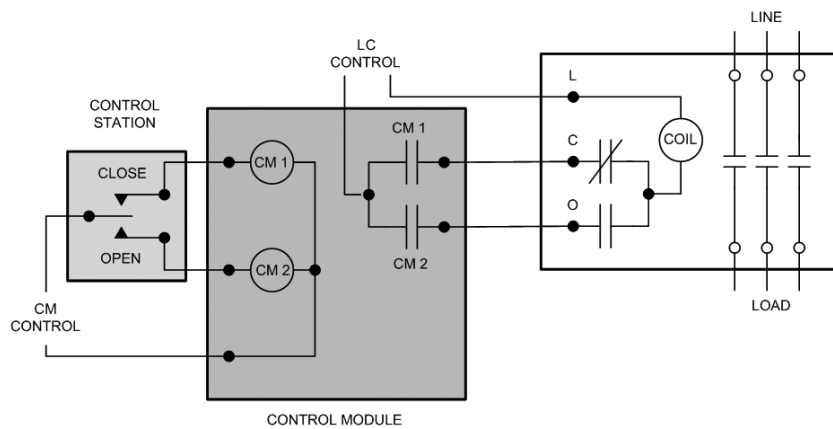 LINE
LC
CONTROL
L
CONTROL
STATION
CM 1
COIL
CM 1
C
CLOSE
O
OPEN
CM 2
CM 2
CM
CONTROL
LOAD
CONTROL MODULE